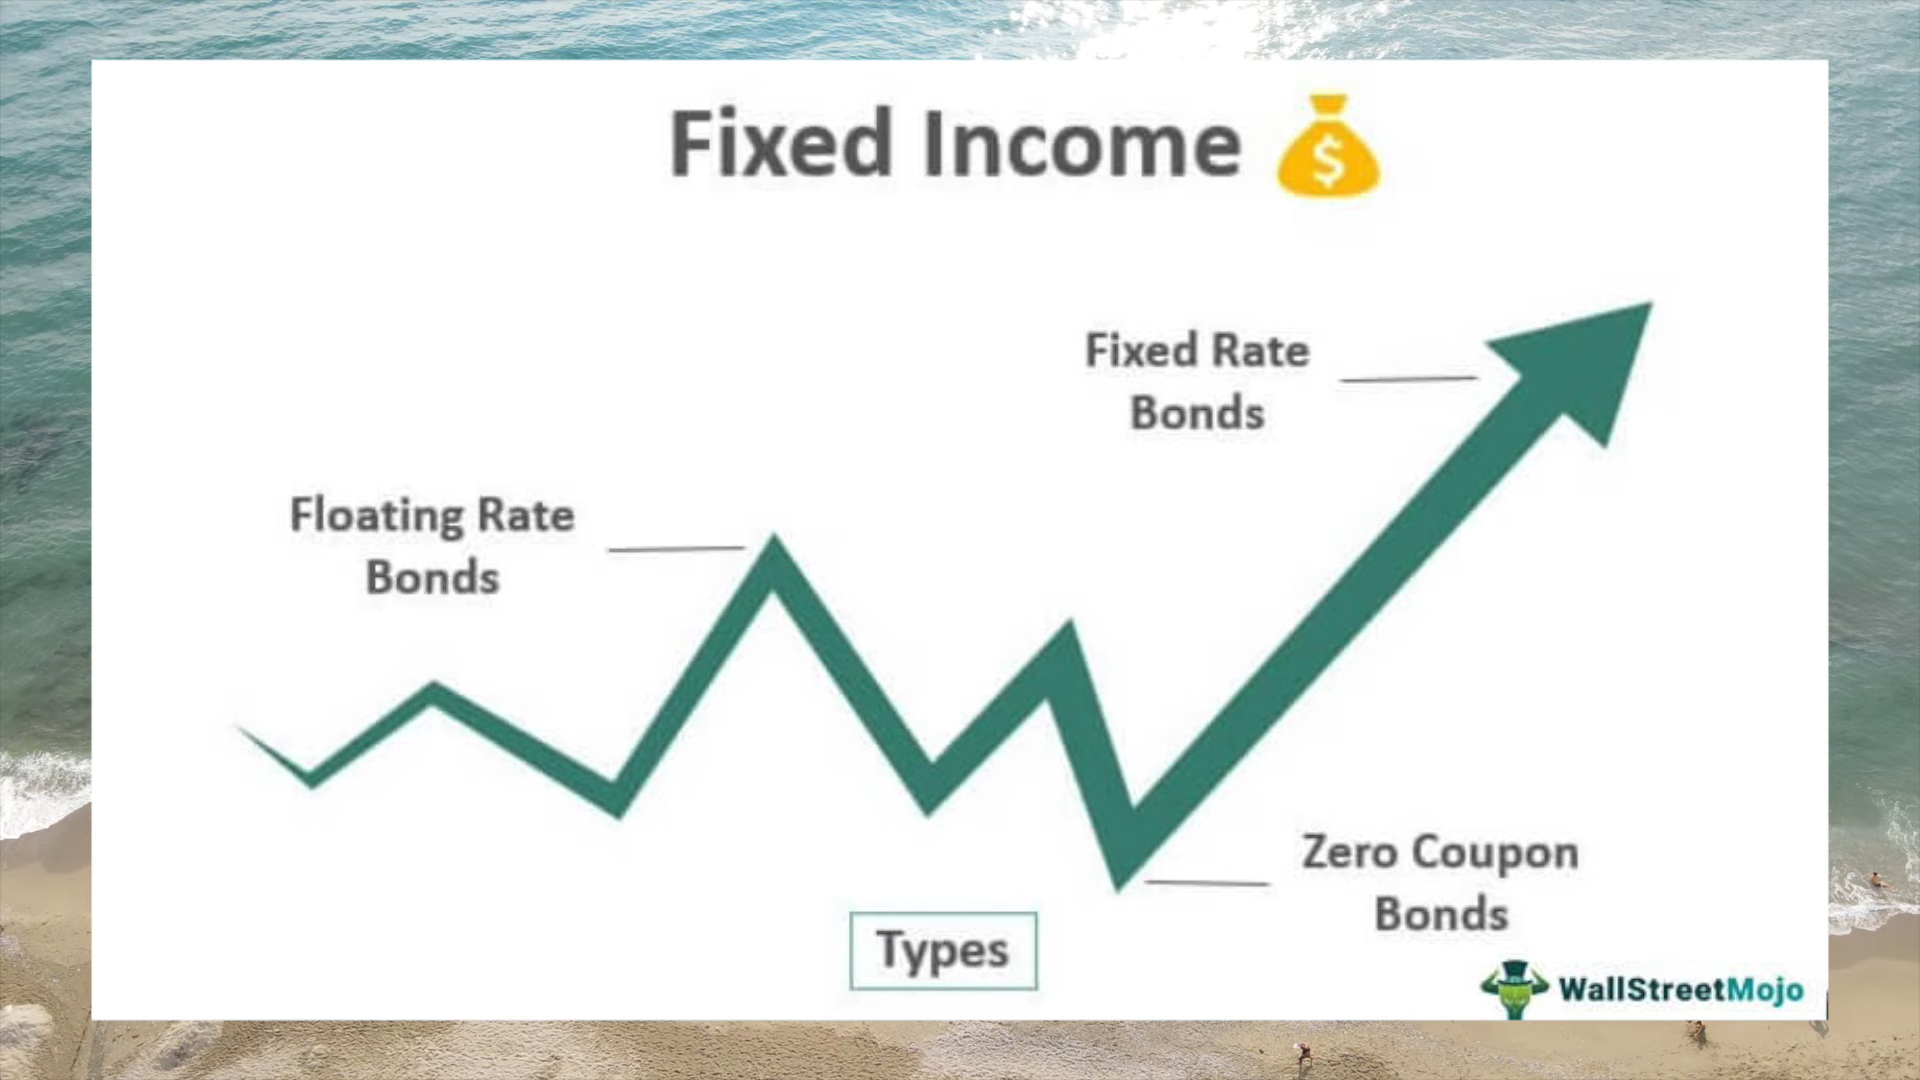 Fixed Income
Fixed Rate
Bonds
Floating Rate
Bonds
Zero Coupon
Bonds
Types
WallStreetMojo